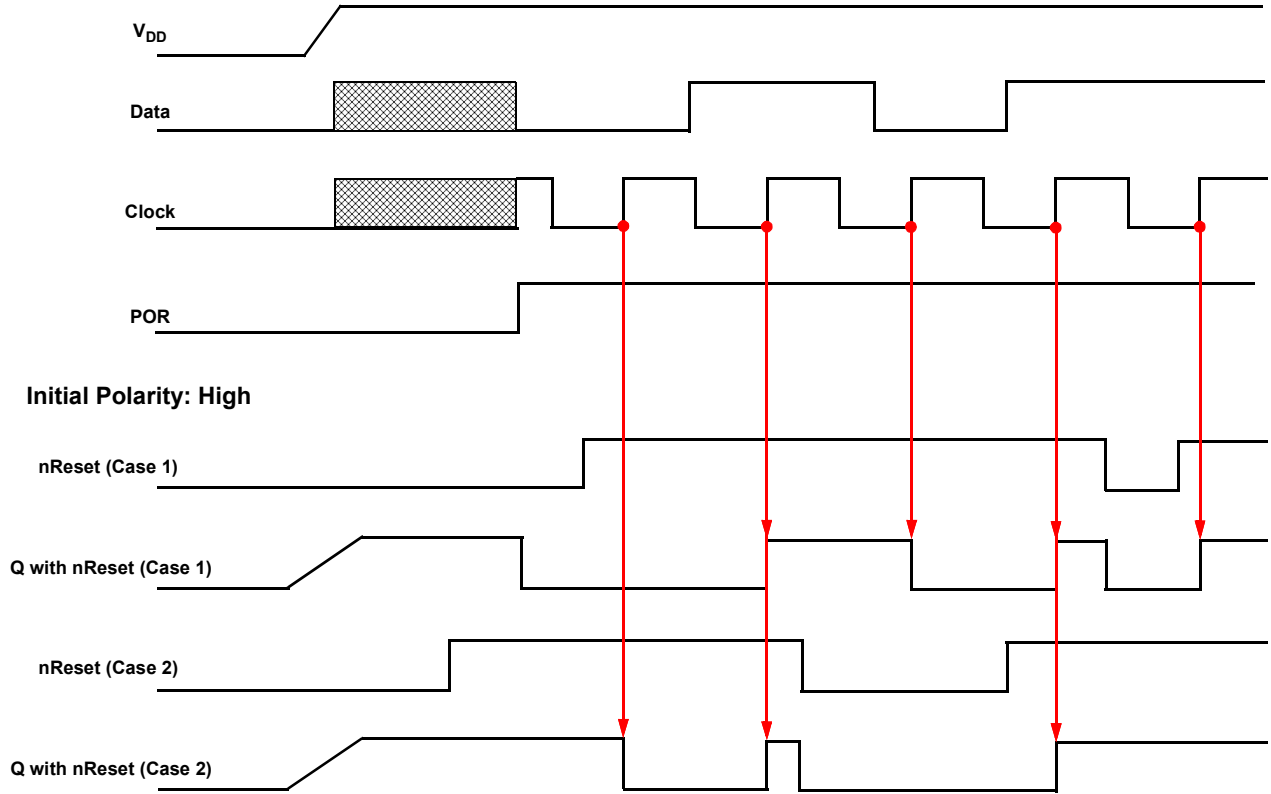 VDD
Data
Clock
POR
Initial Polarity: High
nReset (Case 1)
Q with nReset (Case 1)
nReset (Case 2)
Q with nReset (Case 2)